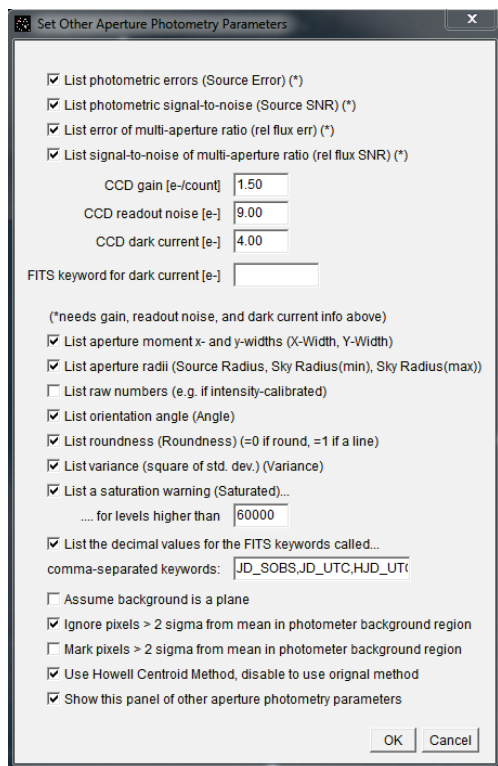 Set Other Aperture Photometry Parameters
x
List photometric errors (Source Error) (*)
List photometric signal-to-noise (Source SNR) (*)
List error of multi-aperture ratio (rel flux err) (*)
List signal-to-noise of multi-aperture ratio (rel flux SNR) (*)
CCD gain [e-/count] 1.50
CCD readout noise [e-] 9.00
CCD dark current [e-] 4.00
FITS keyword for dark current [e-]
(*needs gain, readout noise, and dark current info above)
List aperture moment x- and y-widths (X-Width, Y-Width)
List aperture radii (Source Radius, Sky Radius(min), Sky Radius(max))
List raw numbers (e.g. if intensity-calibrated)
List orientation angle (Angle)
List roundness (Roundness) (=0 if round, =1 if a line)
List variance (square of std. dev.) (Variance)
List a saturation warning (Saturated)...
.... for levels higher than 60000
List the decimal values for the FITS keywords called...
comma-separated keywords: JD_SOBS,JD_UTC,HJD_UTC
Assume background is a plane
Ignore pixels > 2 sigma from mean in photometer background region
Mark pixels > 2 sigma from mean in photometer background region
Use Howell Centroid Method, disable to use orignal method
Show this panel of other aperture photometry parameters
OK Cancel